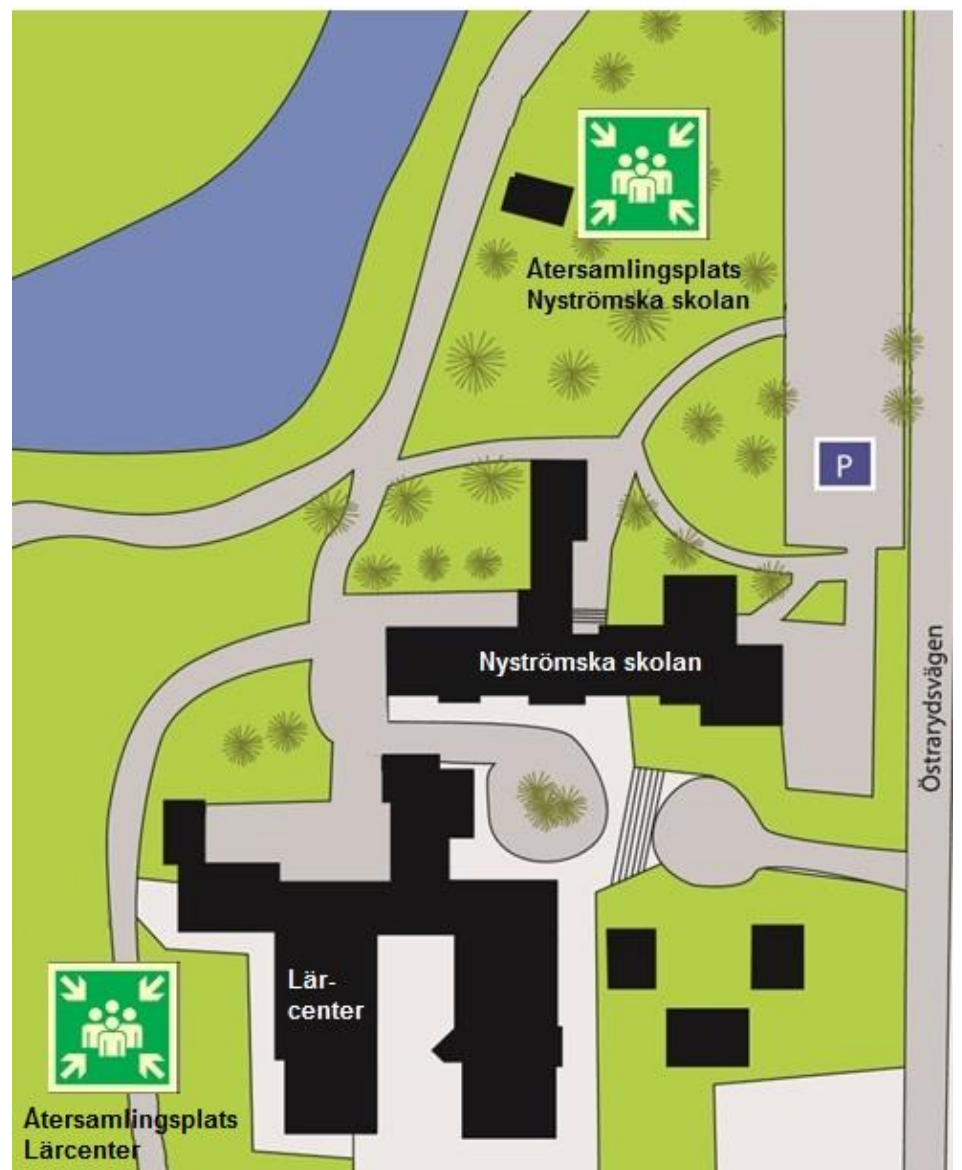 Återsamlingsplats
Nyströmska skolan
P
Nyströmska skolan
Östrarydsvägen
Lär-
center
Återsamlingsplats
Lärcenter